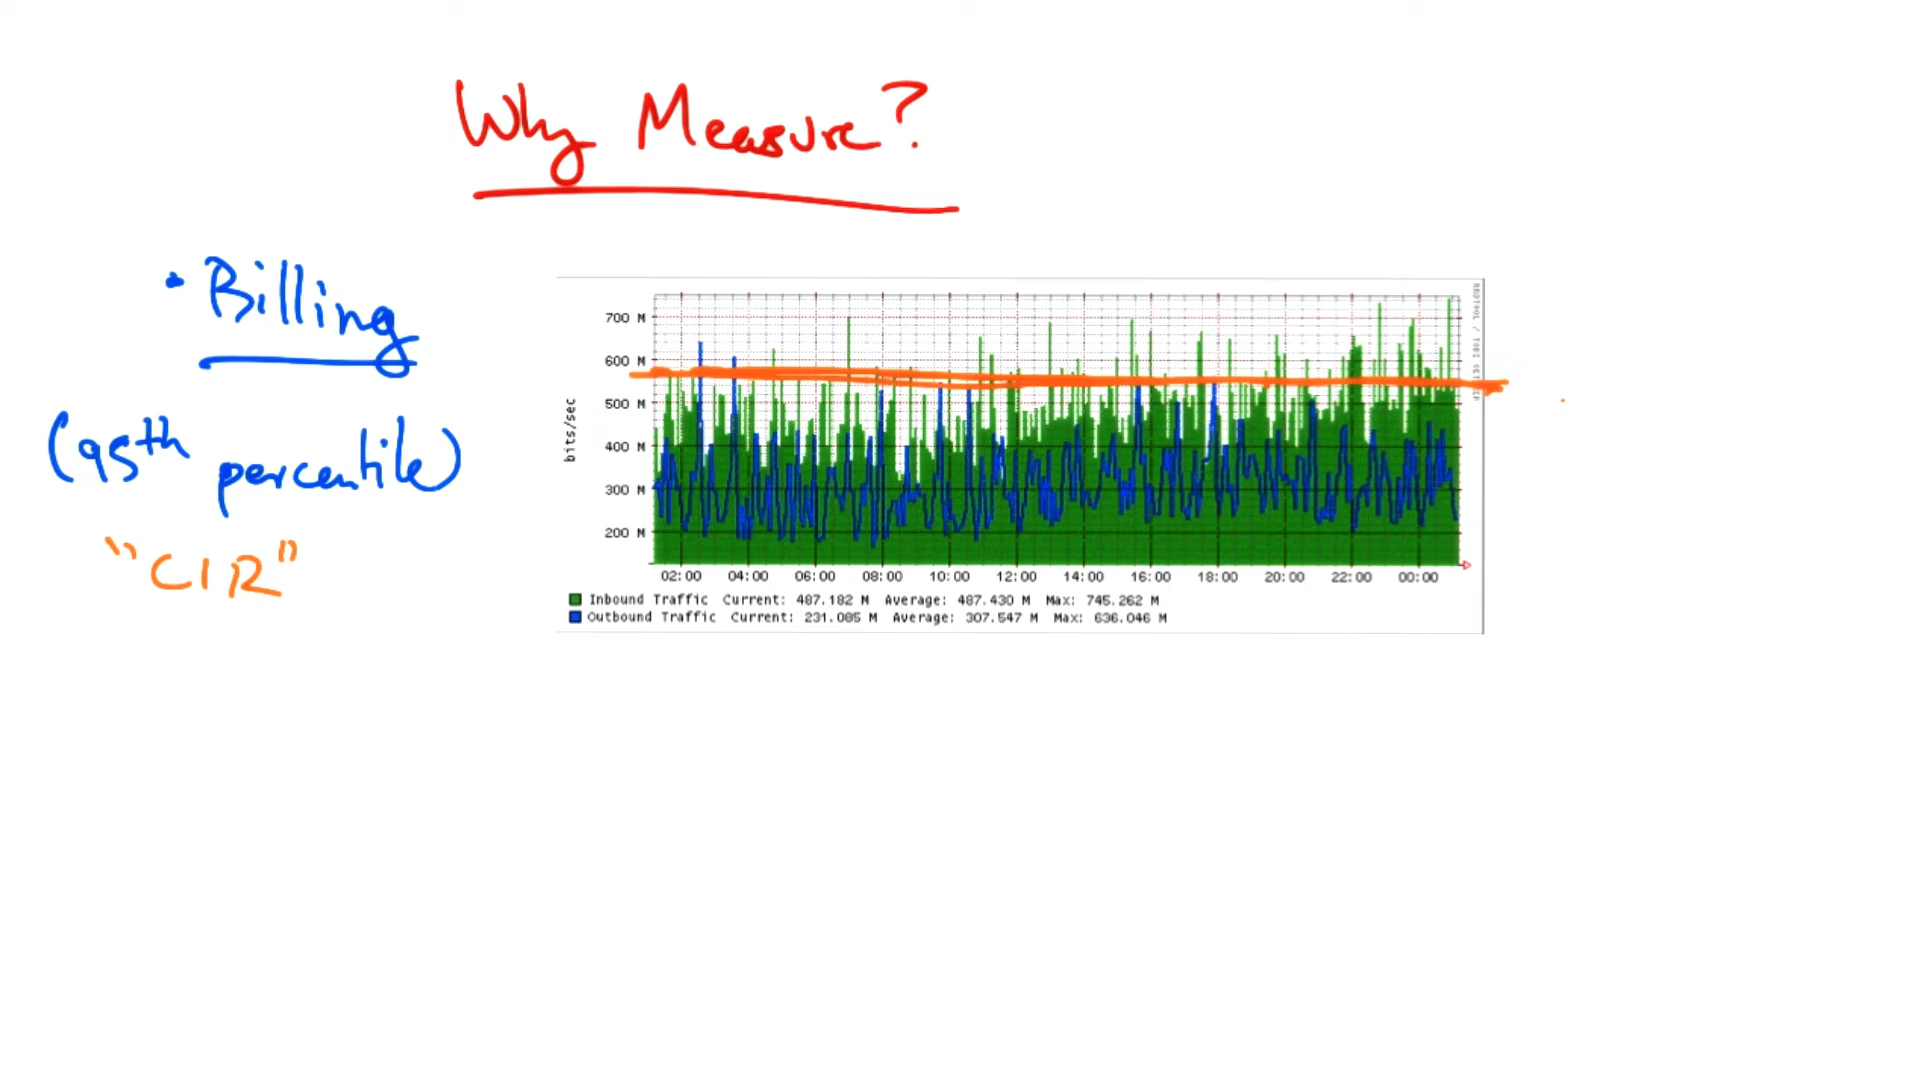 Why Measure?
• Billing
(95th percentile)
"CIR"
700 M
600 M
500 M
400 M
300 M
200 M
bits/sec
02:00 04:00 06:00 08:00 10:00 12:00 14:00 16:00 18:00 20:00 22:00 00:00
Inbound Traffic Current: 487.182 M Average: 487.430 M Max: 745.262 M
Outbound Traffic Current: 231.085 M Average: 307.547 M Max: 636.046 M
RRDTOOL / TOBI